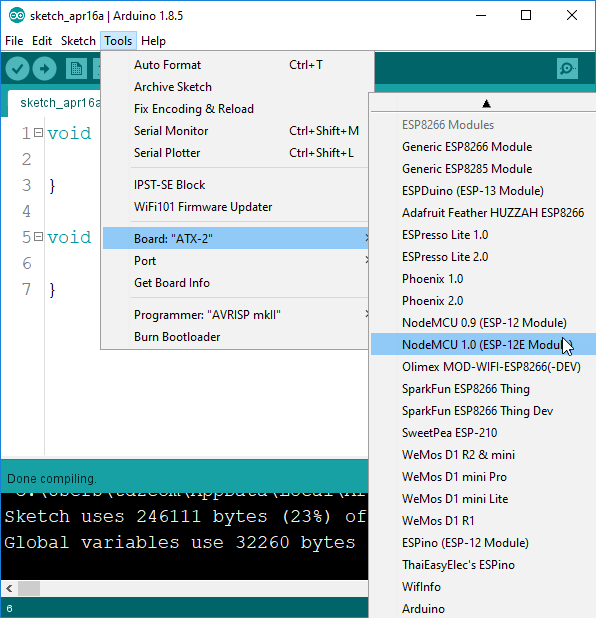 sketch_apr16a | Arduino 1.8.5
File Edit Sketch Tools Help
sketch_apr16a
1 void
2
3 }
4
5 void
6
7 }
Auto Format Ctrl+T
Archive Sketch
Fix Encoding & Reload
Serial Monitor Ctrl+Shift+M
Serial Plotter Ctrl+Shift+L
IPST-SE Block
WiFi101 Firmware Updater
Board: "ATX-2"
Port
Get Board Info
Programmer: "AVRISP mkII"
Burn Bootloader
ESP8266 Modules
Generic ESP8266 Module
Generic ESP8285 Module
ESPDuino (ESP-13 Module)
Adafruit Feather HUZZAH ESP8266
ESPresso Lite 1.0
ESPresso Lite 2.0
Phoenix 1.0
Phoenix 2.0
NodeMCU 0.9 (ESP-12 Module)
NodeMCU 1.0 (ESP-12E Module)
Olimex MOD-WIFI-ESP8266(-DEV)
SparkFun ESP8266 Thing
SparkFun ESP8266 Thing Dev
SweetPea ESP-210
WeMos D1 R2 & mini
WeMos D1 mini Pro
WeMos D1 mini Lite
WeMos D1 R1
ESPino (ESP-12 Module)
ThaiEasyElec's ESPino
WifInfo
Arduino
Done compiling.
Sketch uses 246111 bytes (23%) of
Global variables use 32260 bytes
6